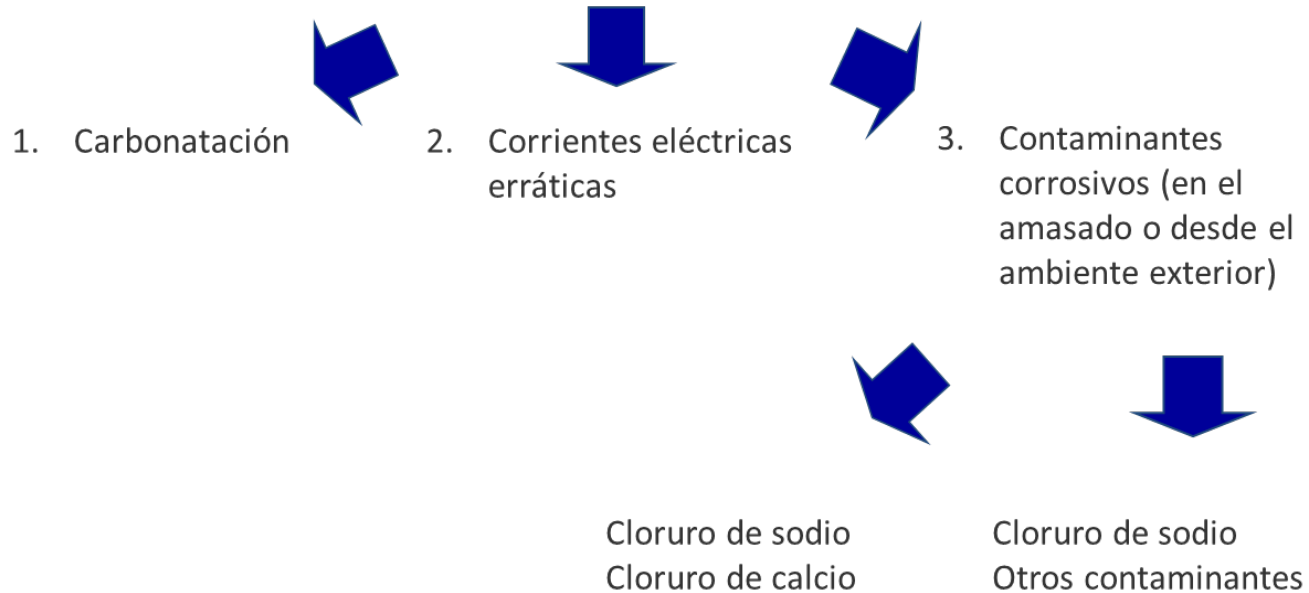 1. Carbonatación
2. Corrientes eléctricas
erráticas
3. Contaminantes
corrosivos (en el
amasado o desde el
ambiente exterior)
Cloruro de sodio
Cloruro de calcio
Cloruro de sodio
Otros contaminantes